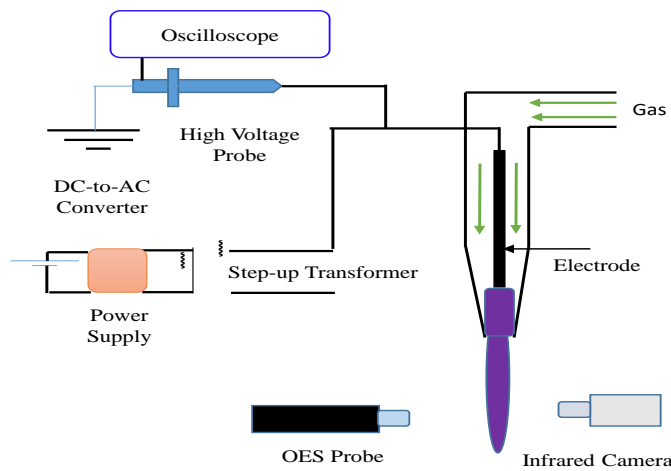 Oscilloscope
Gas
High Voltage
Probe
DC-to-AC
Converter
Step-up Transformer
Electrode
Power
Supply
OES Probe
Infrared Camera